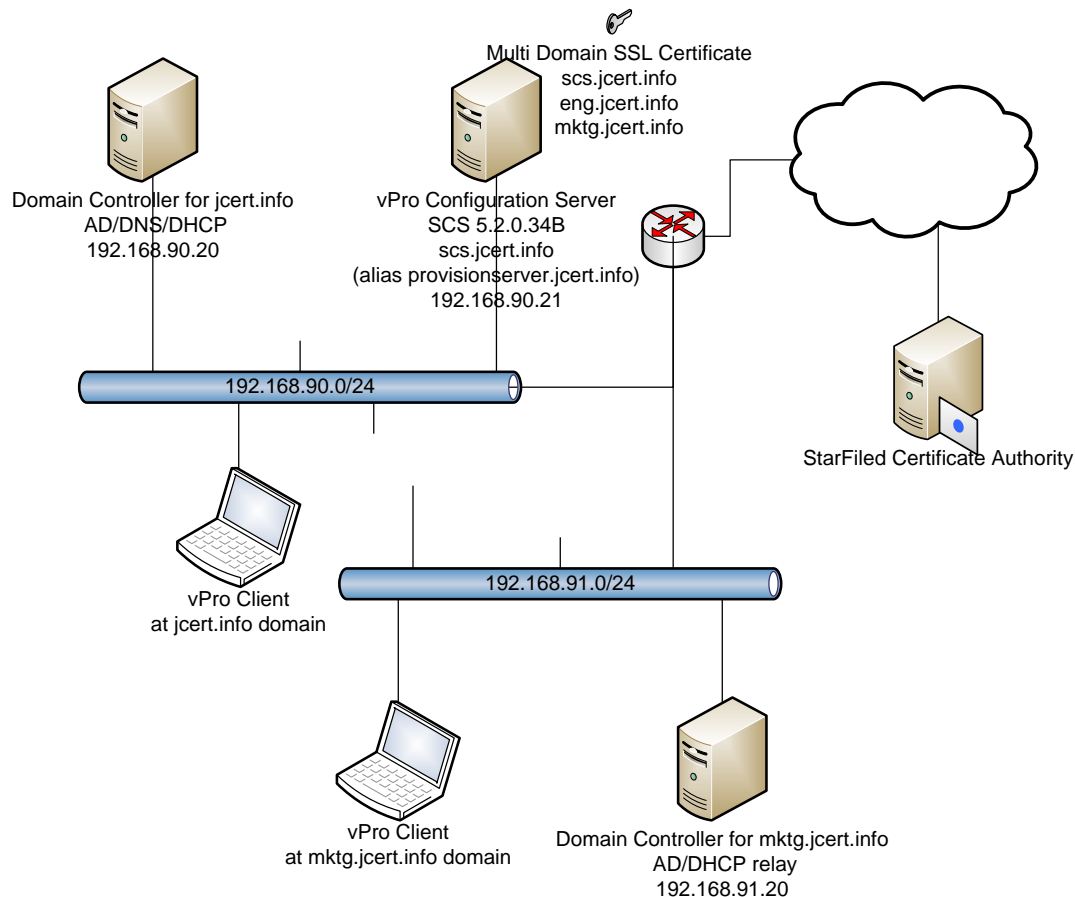 Multi Domain SSL Certificate
scs.jcert.info
eng.jcert.info
mktg.jcert.info
Domain Controller for jcert.info
AD/DNS/DHCP
192.168.90.20
vPro Configuration Server
SCS 5.2.0.34B
scs.jcert.info
(alias provisionserver.jcert.info)
192.168.90.21
192.168.90.0/24
StarFiled Certificate Authority
192.168.91.0/24
vPro Client
at jcert.info domain
vPro Client
at mktg.jcert.info domain
Domain Controller for mktg.jcert.info
AD/DHCP relay
192.168.91.20